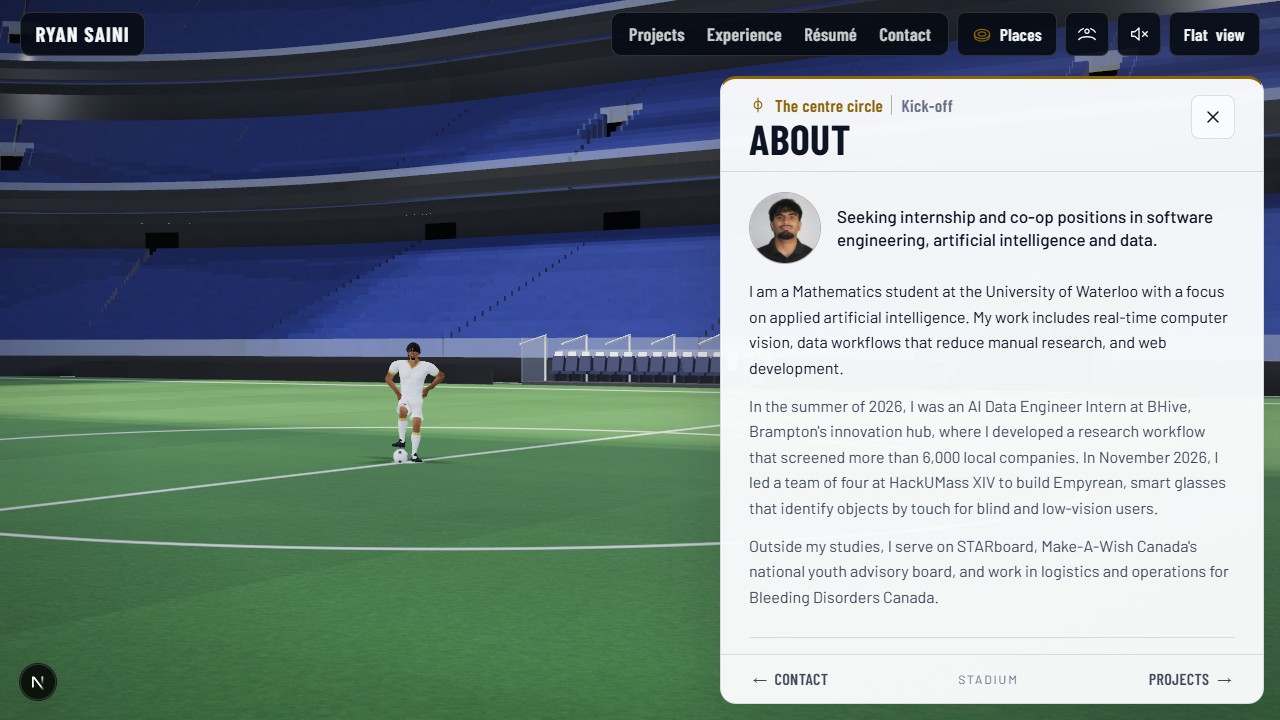 RYAN SAINI
Projects Experience Résumé Contact
Places
Flat view
The centre circle
Kick-off
ABOUT
Seeking internship and co-op positions in software
engineering, artificial intelligence and data.
I am a Mathematics student at the University of Waterloo with a focus
on applied artificial intelligence. My work includes real-time computer
vision, data workflows that reduce manual research, and web
development.
In the summer of 2026, I was an AI Data Engineer Intern at BHive,
Brampton's innovation hub, where I developed a research workflow
that screened more than 6,000 local companies. In November 2026, I
led a team of four at HackUMass XIV to build Empyrean, smart glasses
that identify objects by touch for blind and low-vision users.
Outside my studies, I serve on STARboard, Make-A-Wish Canada's
national youth advisory board, and work in logistics and operations for
Bleeding Disorders Canada.
← CONTACT
STADIUM
PROJECTS →
N